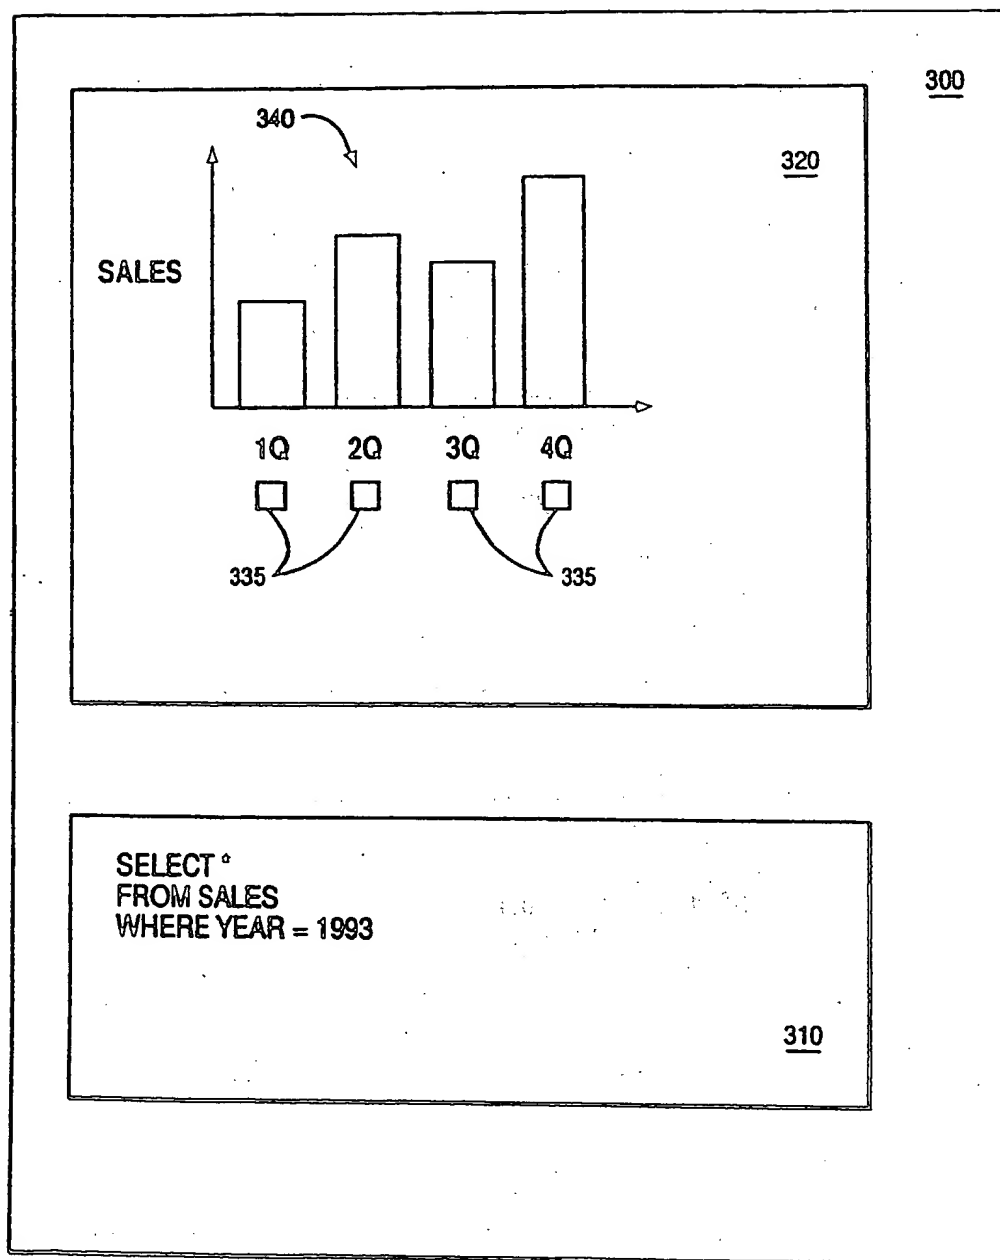 300
340
320
SALES
1Q 2Q 3Q 4Q
335 335
SELECT *
FROM SALES
WHERE YEAR = 1993
310